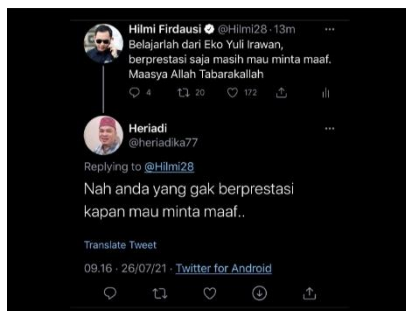 Hilmi Firdausi @Hilmi28 · 13m
Belajarlah dari Eko Yuli Irawan,
berprestasi saja masih mau minta maaf.
Maasya Allah Tabarakallah
4 20 172
Heriadi
@heriadika77
Replying to @Hilmi28
Nah anda yang gak berprestasi
kapan mau minta maaf..
Translate Tweet
09.16 · 26/07/21 · Twitter for Android